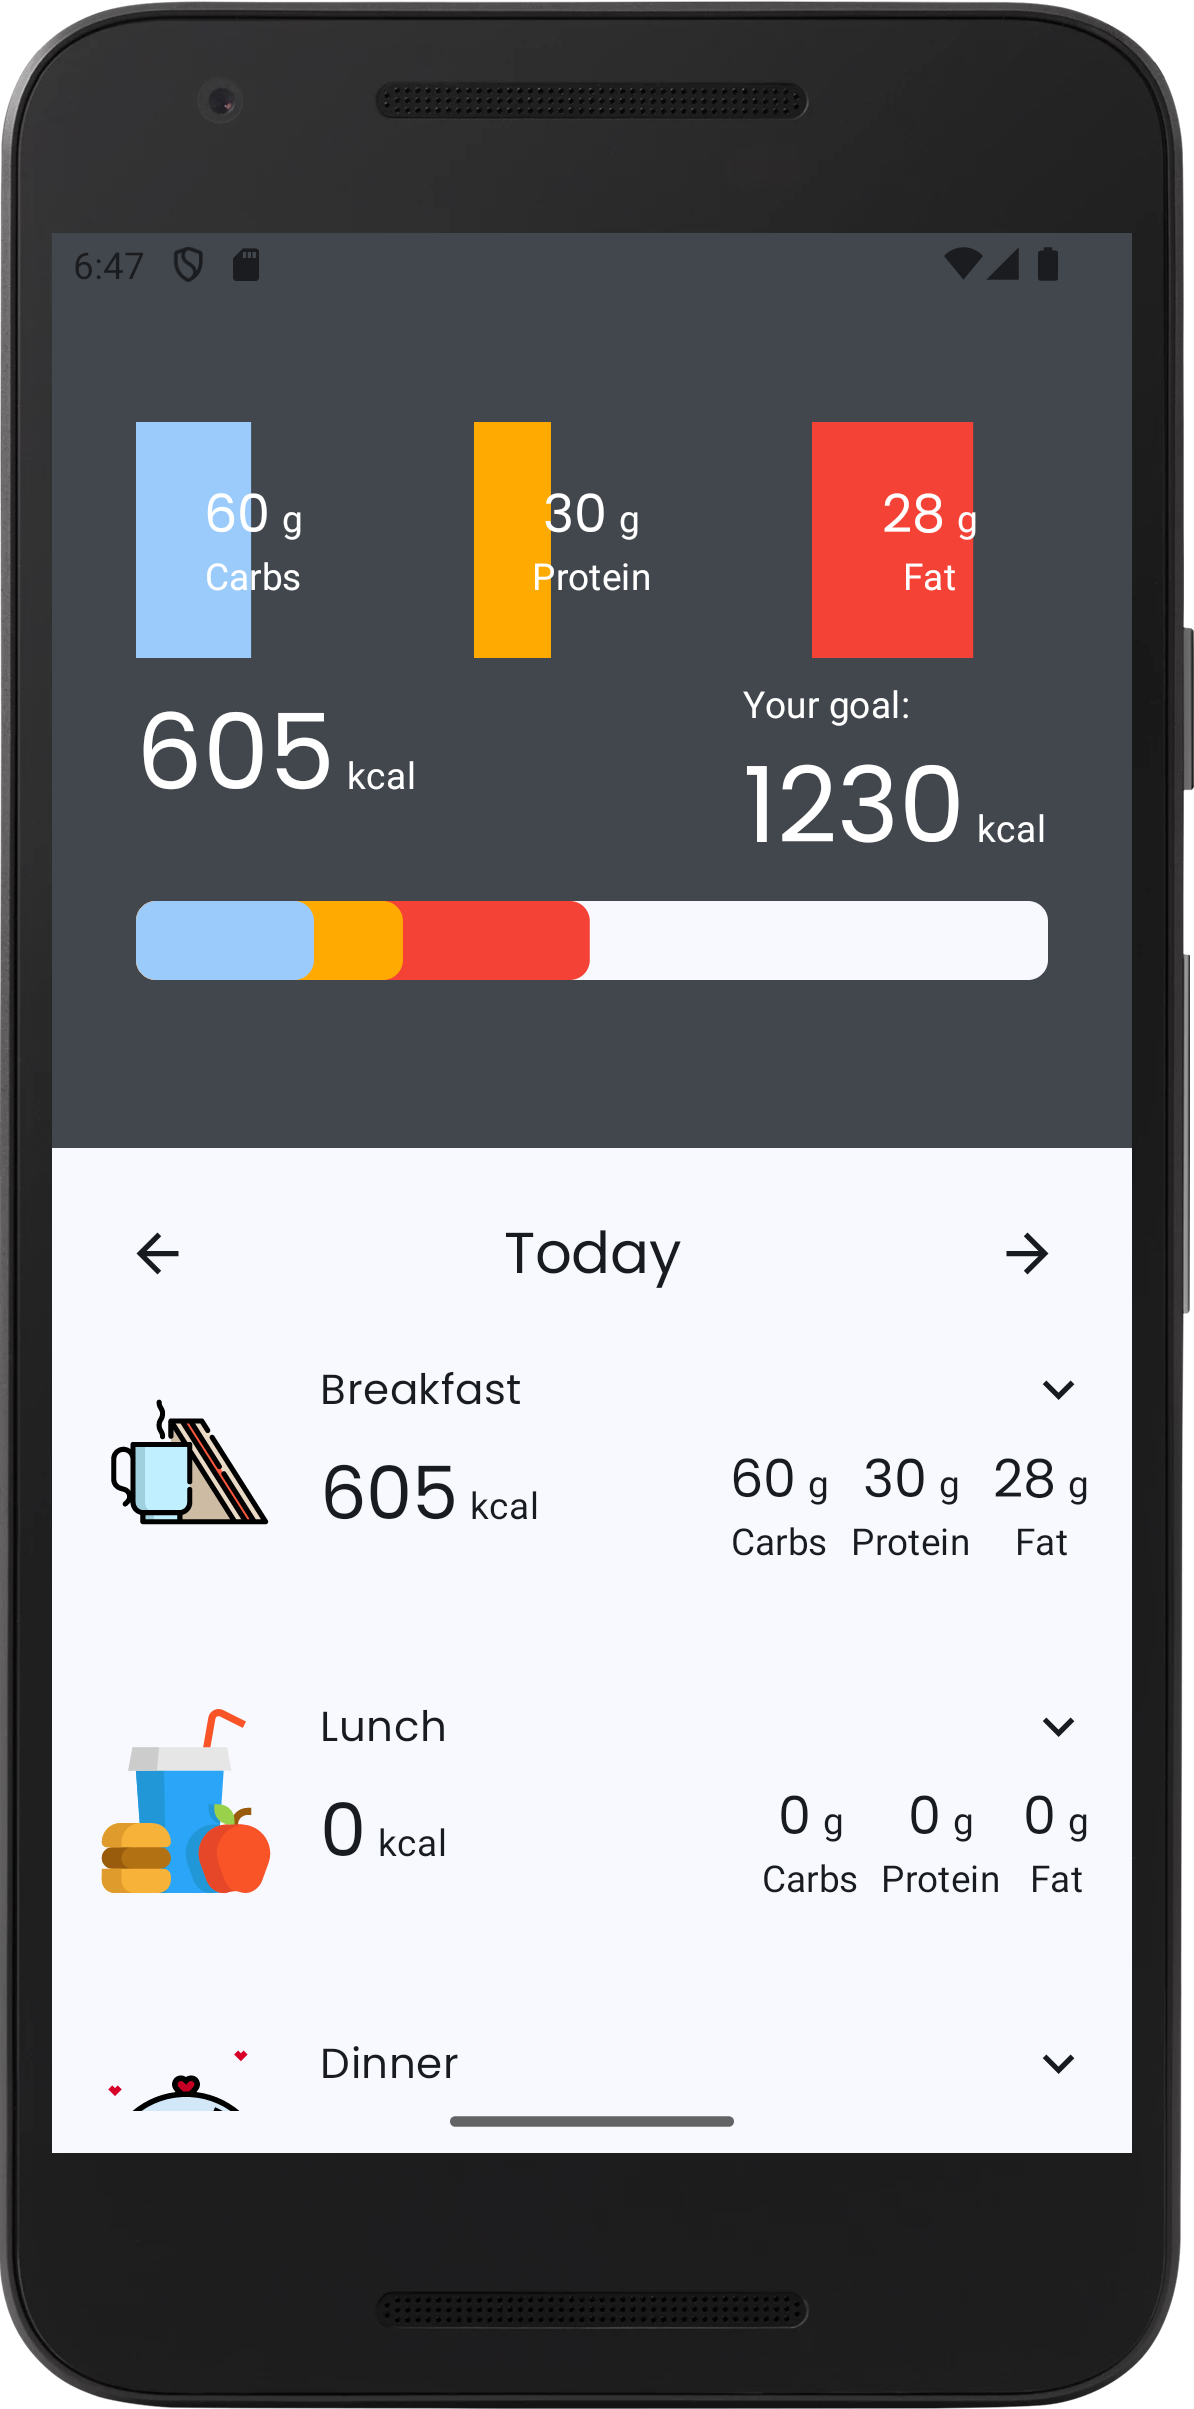 6:47
60 g 30 g 28 g
Carbs Protein Fat
Your goal:
605 kcal
1230 kcal
Today
Breakfast
605 kcal 60 g 30 g 28 g
Carbs Protein Fat
Lunch
0 kcal 0 g 0 g 0 g
Carbs Protein Fat
Dinner